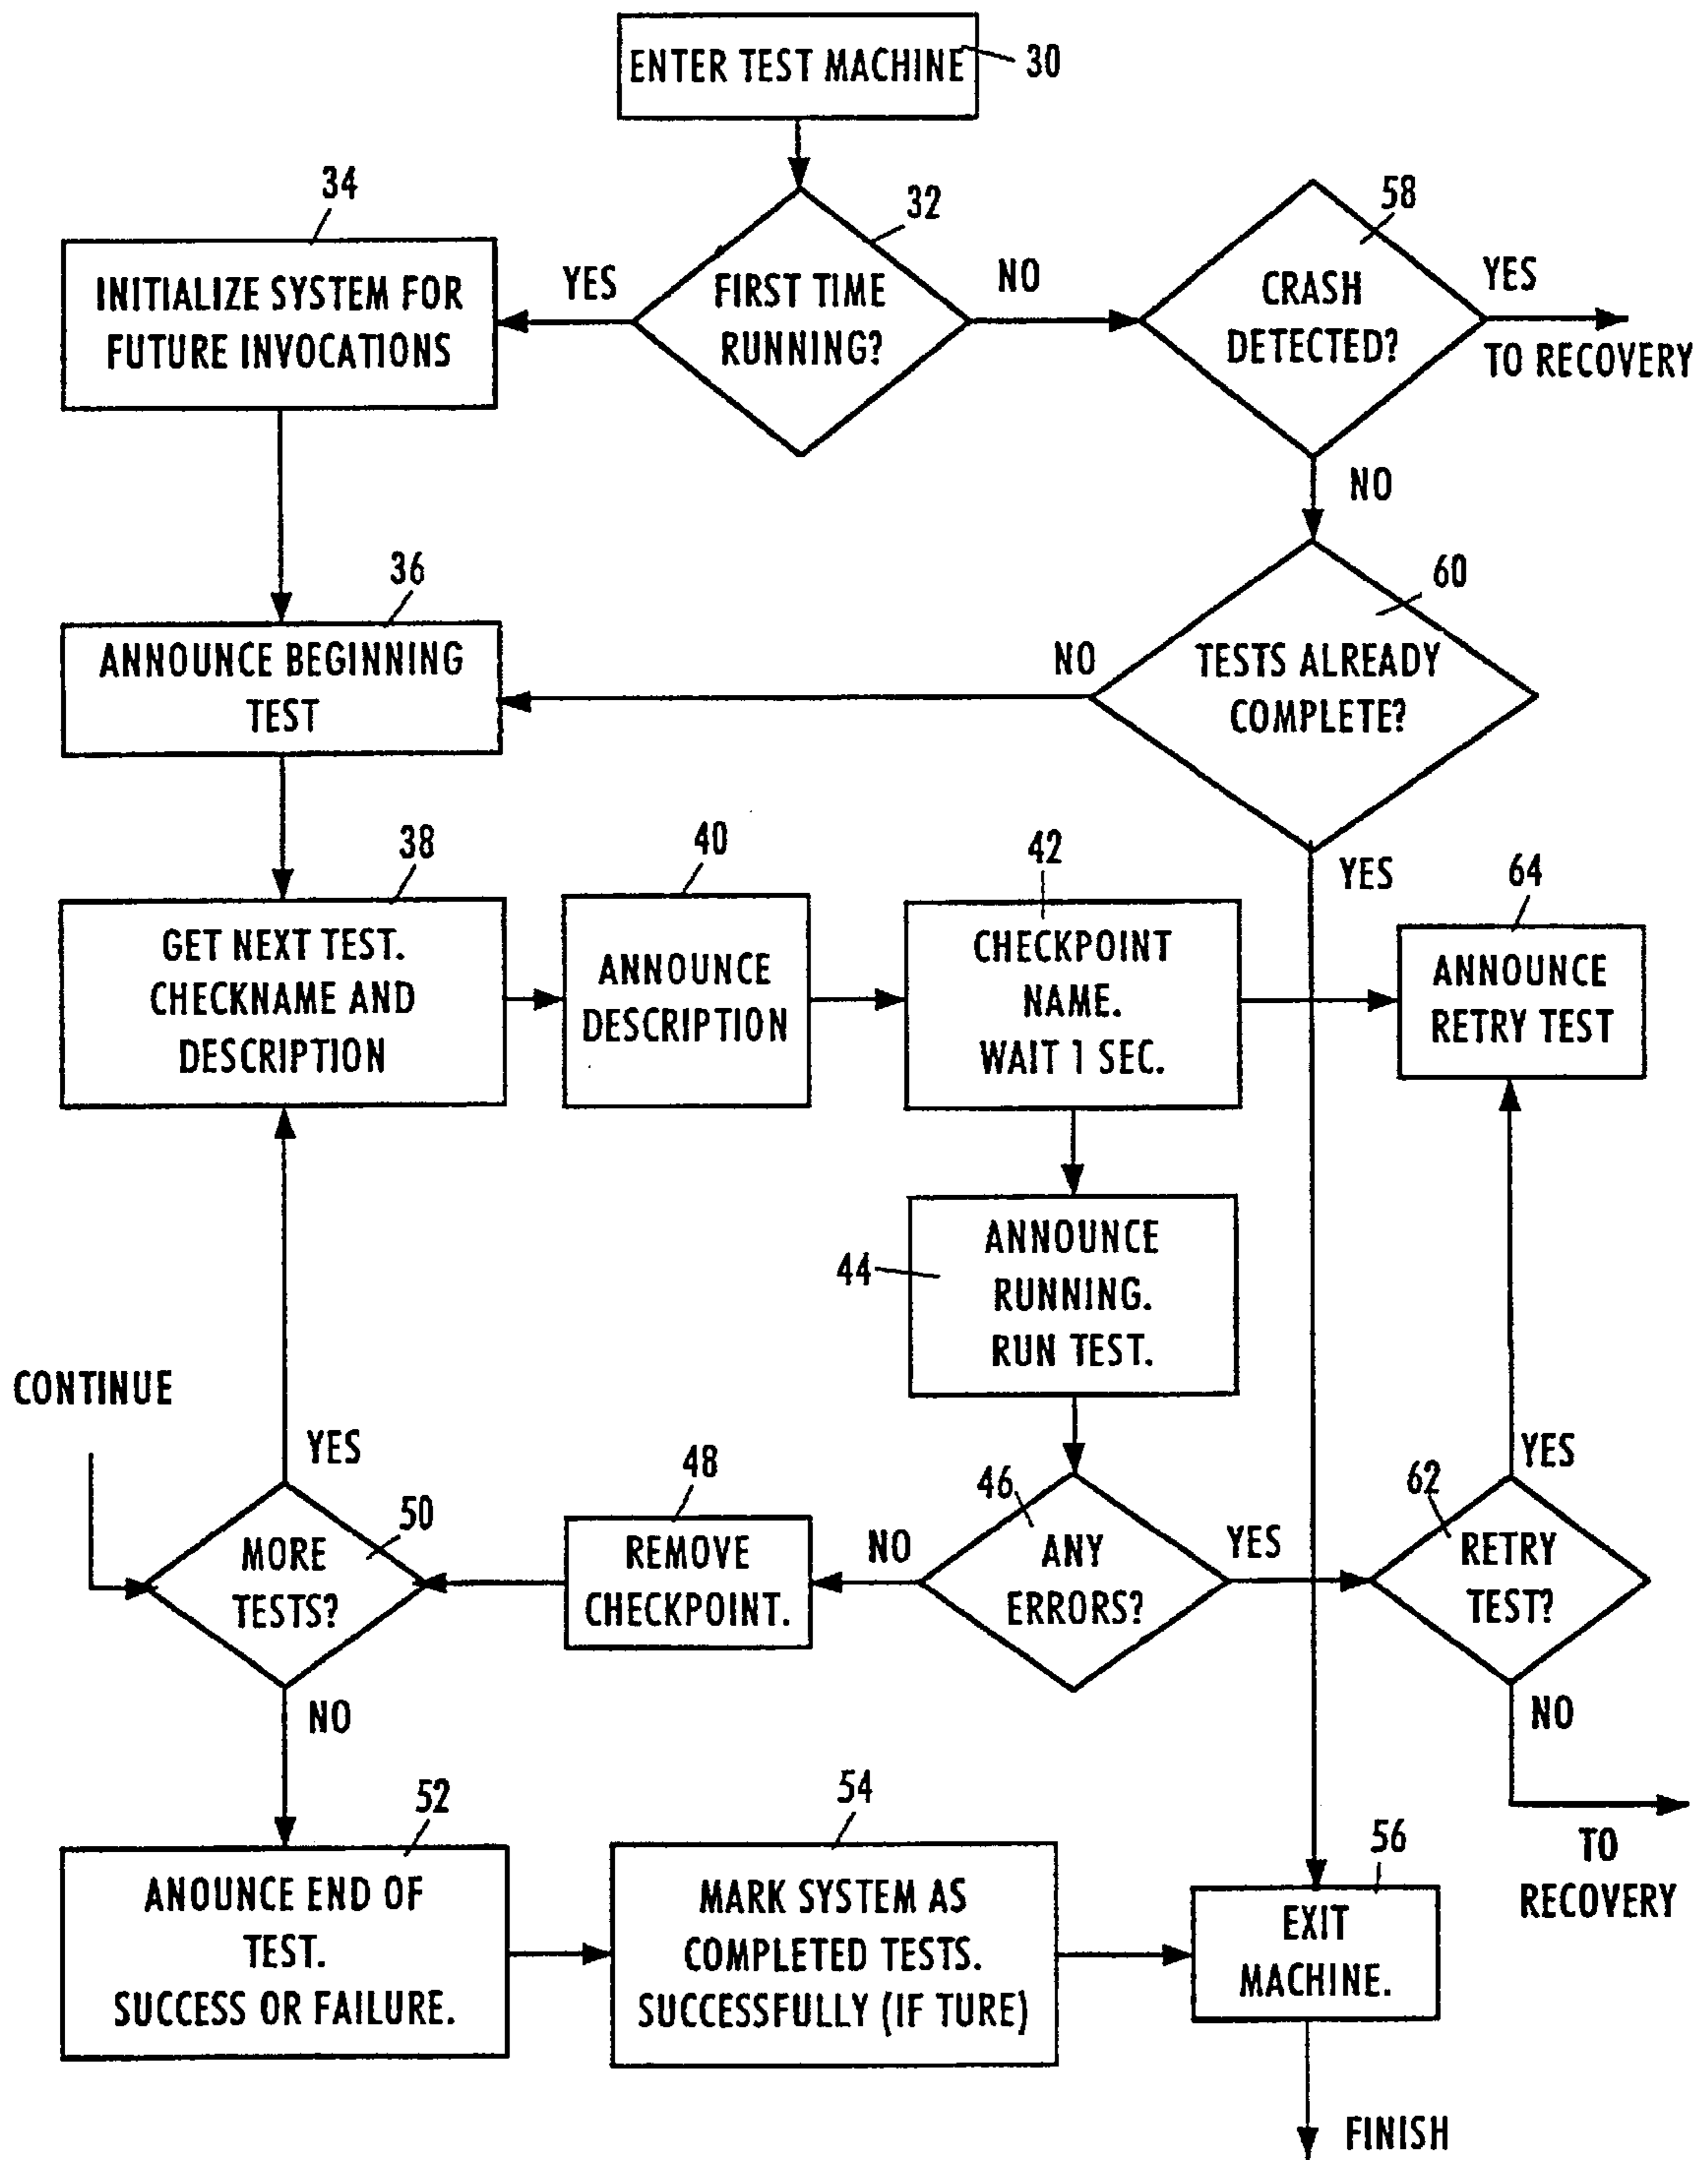 ENTER TEST MACHINE
30
34
32
58
INITIALIZE SYSTEM FOR
FUTURE INVOCATIONS
YES
FIRST TIME
RUNNING?
NO
CRASH
DETECTED?
YES
TO RECOVERY
NO
36
60
ANNOUNCE BEGINNING
TEST
NO
TESTS ALREADY
COMPLETE?
YES
38
40
42
64
GET NEXT TEST.
CHECKNAME AND
DESCRIPTION
ANNOUNCE
DESCRIPTION
CHECKPOINT
NAME.
WAIT 1 SEC.
ANNOUNCE
RETRY TEST
44
ANNOUNCE
RUNNING.
RUN TEST.
CONTINUE
YES
50
MORE
TESTS?
48
REMOVE
CHECKPOINT.
NO
46
ANY
ERRORS?
YES
62
YES
RETRY
TEST?
NO
NO
TO
RECOVERY
52
ANOUNCE END OF
TEST.
SUCCESS OR FAILURE.
54
MARK SYSTEM AS
COMPLETED TESTS.
SUCCESSFULLY (IF TURE)
56
EXIT
MACHINE.
FINISH